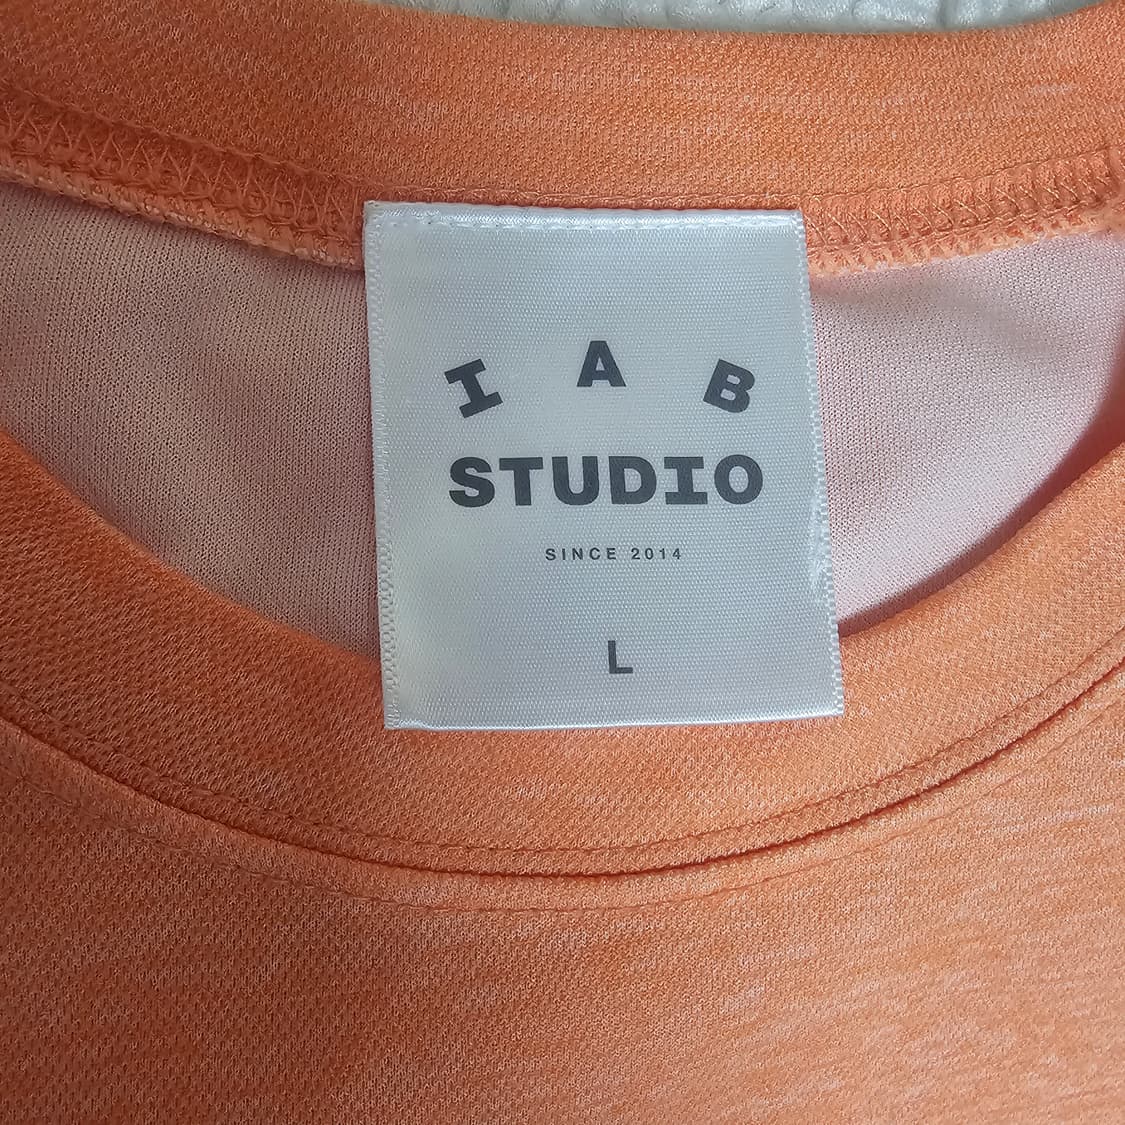 I A B
STUDIO
SINCE 2014
L